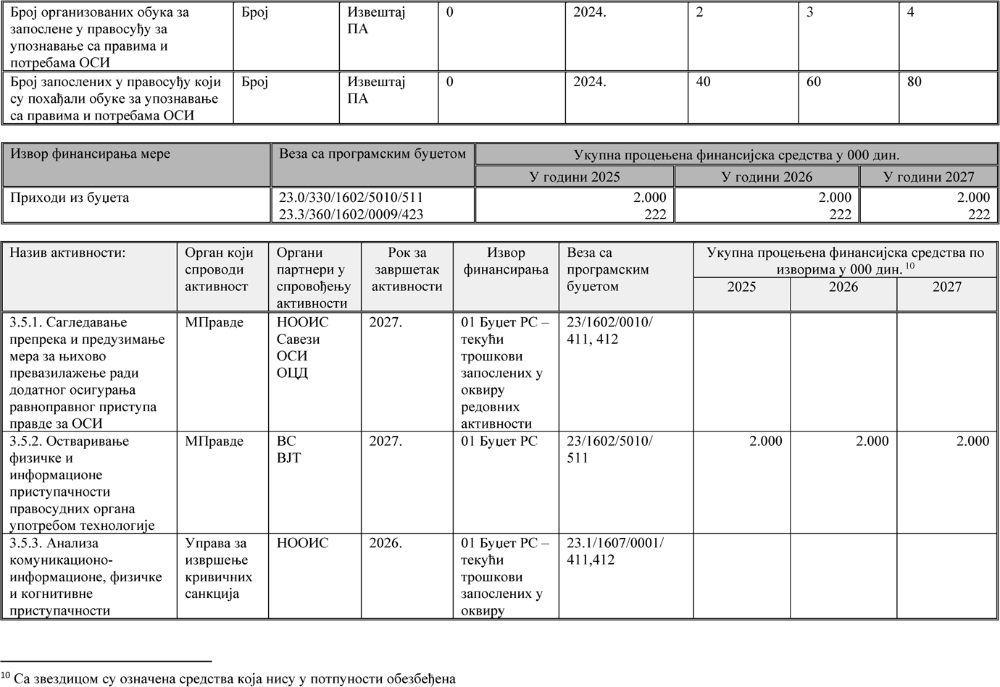 Број организованих обука за Број Извештај 0 2024. 2 3 4
запослене у правосуђу за ПА
упознавање са правима и
потребама ОСИ
Број запослених у правосуђу који Број Извештај 0 2024. 40 60 80
су похађали обуке за упознавање ПА
са правима и потребама ОСИ
Извор финансирања мере Веза са програмским буџетом Укупна процењена финансијска средства у 000 дин.
У години 2025 У години 2026 У години 2027
Приходи из буџета 23.0/330/1602/5010/511 2.000 2.000 2.000
23.3/360/1602/0009/423 222 222 222
Назив активности: Орган који Органи Рок за Извор Веза са Укупна процењена финансијска средства по
спроводи партнери у завршетак финансирања програмским изворима у 000 дин. 10
активност спровођењу активности буџетом 2025 2026 2027
активности
3.5.1. Сагледавање МПравде НООИС 2027. 01 Буџет РС – 23/1602/0010/
препрека и предузимање Савези текући 411, 412
мера за њихово ОСИ трошкови
превазилажење ради ОЦД запослених у
додатног осигурања оквиру
равноправног приступа редовних
правде за ОСИ активности
3.5.2. Остваривање МПравде ВС 2027. 01 Буџет РС 23/1602/5010/ 2.000 2.000 2.000
физичке и ВЈТ 511
информационе
приступачности
правосудних органа
употребом технологије
3.5.3. Анализа Управа за НООИС 2026. 01 Буџет РС – 23.1/1607/0001/
комуникационо- извршење текући 411,412
информационе, физичке кривичних трошкови
и когнитивне санкција запослених у
приступачности оквиру
10 Са звездицом су означена средства која нису у потпуности обезбеђена